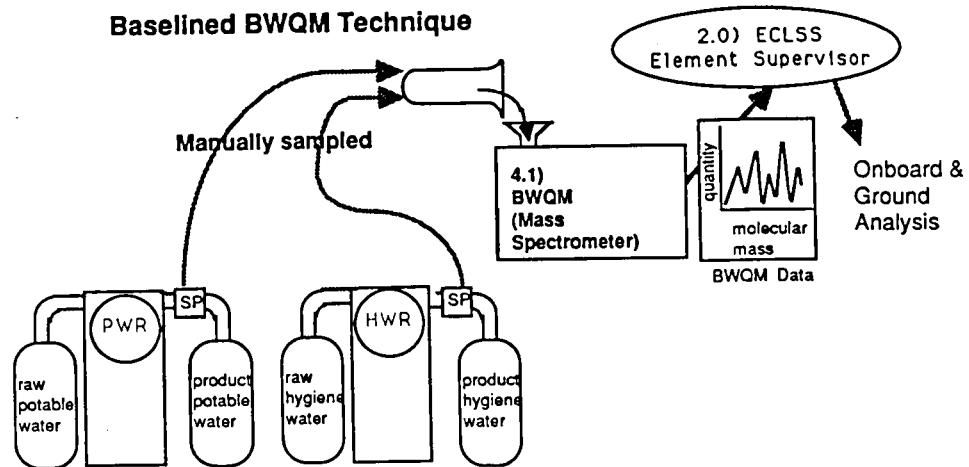 Baselined BWQM Technique
2.0) ECLSS
Element Supervisor
Manually sampled
4.1)
BWQM
(Mass
Spectrometer)
quantity
molecular
mass
BWQM Data
Onboard &
Ground
Analysis
PWR
SP
HWR
SP
raw
potable
water
product
potable
water
raw
hygiene
water
product
hygiene
water